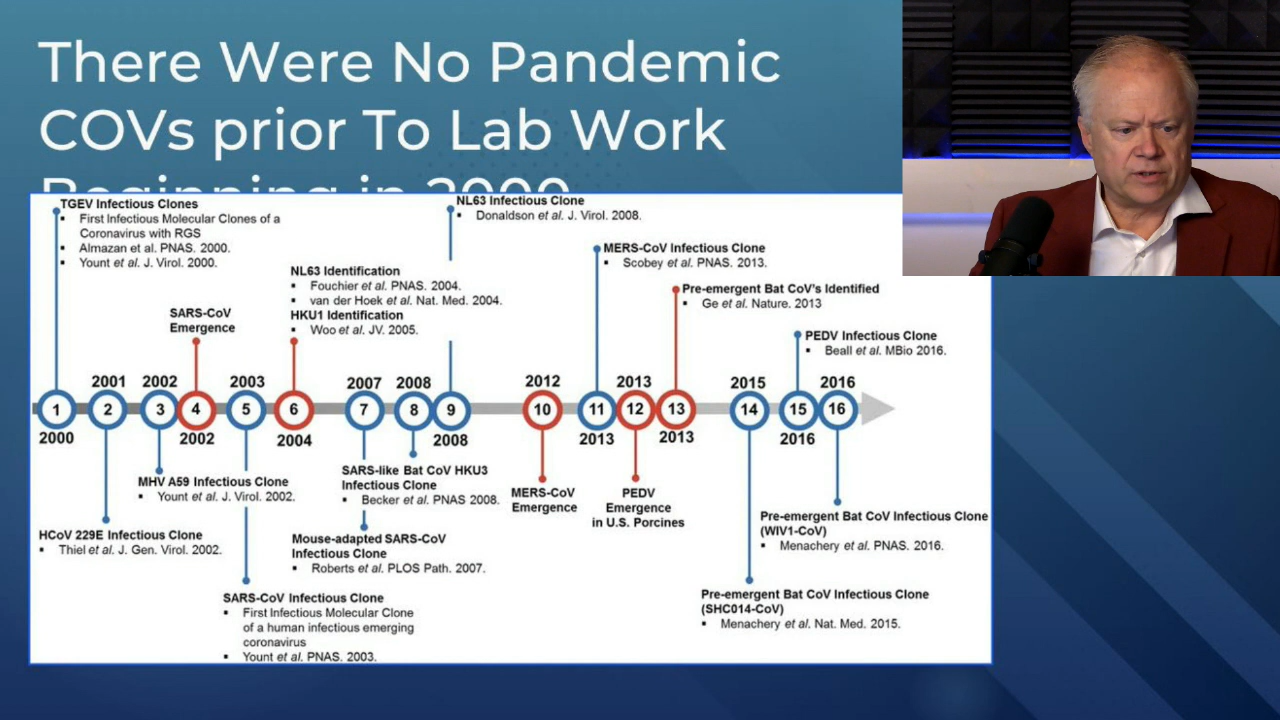 There Were No Pandemic
COVs prior To Lab Work
Beginning in 2000
TGEV Infectious Clones
▪ First Infectious Molecular Clones of a
Coronavirus with RGS
▪ Almazan et al. PNAS. 2000.
▪ Yount et al. J. Virol. 2000.
NL63 Infectious Clone
▪ Donaldson et al. J. Virol. 2008.
MERS-CoV Infectious Clone
▪ Scobey et al. PNAS. 2013.
NL63 Identification
▪ Fouchier et al. PNAS. 2004.
▪ van der Hoek et al. Nat. Med. 2004.
HKU1 Identification
▪ Woo et al. JV. 2005.
Pre-emergent Bat CoV's Identified
▪ Ge et al. Nature. 2013
SARS-CoV
Emergence
PEDV Infectious Clone
▪ Beall et al. MBio 2016.
2001 2002 2003 2007 2008 2012 2013 2015 2016
1 2 3 4 5 6 7 8 9 10 11 12 13 14 15 16
2000 2002 2004 2008 2013 2013 2016
MHV A59 Infectious Clone
▪ Yount et al. J. Virol. 2002.
SARS-like Bat CoV HKU3
Infectious Clone
▪ Becker et al. PNAS 2008.
MERS-CoV
Emergence
PEDV
Emergence
in U.S. Porcines
HCoV 229E Infectious Clone
▪ Thiel et al. J. Gen. Virol. 2002.
Mouse-adapted SARS-CoV
Infectious Clone
▪ Roberts et al. PLOS Path. 2007.
Pre-emergent Bat CoV Infectious Clone
(WIV1-CoV)
▪ Menachery et al. PNAS. 2016.
SARS-CoV Infectious Clone
▪ First Infectious Molecular Clone
of a human infectious emerging
coronavirus
▪ Yount et al. PNAS. 2003.
Pre-emergent Bat CoV Infectious Clone
(SHC014-CoV)
▪ Menachery et al. Nat. Med. 2015.